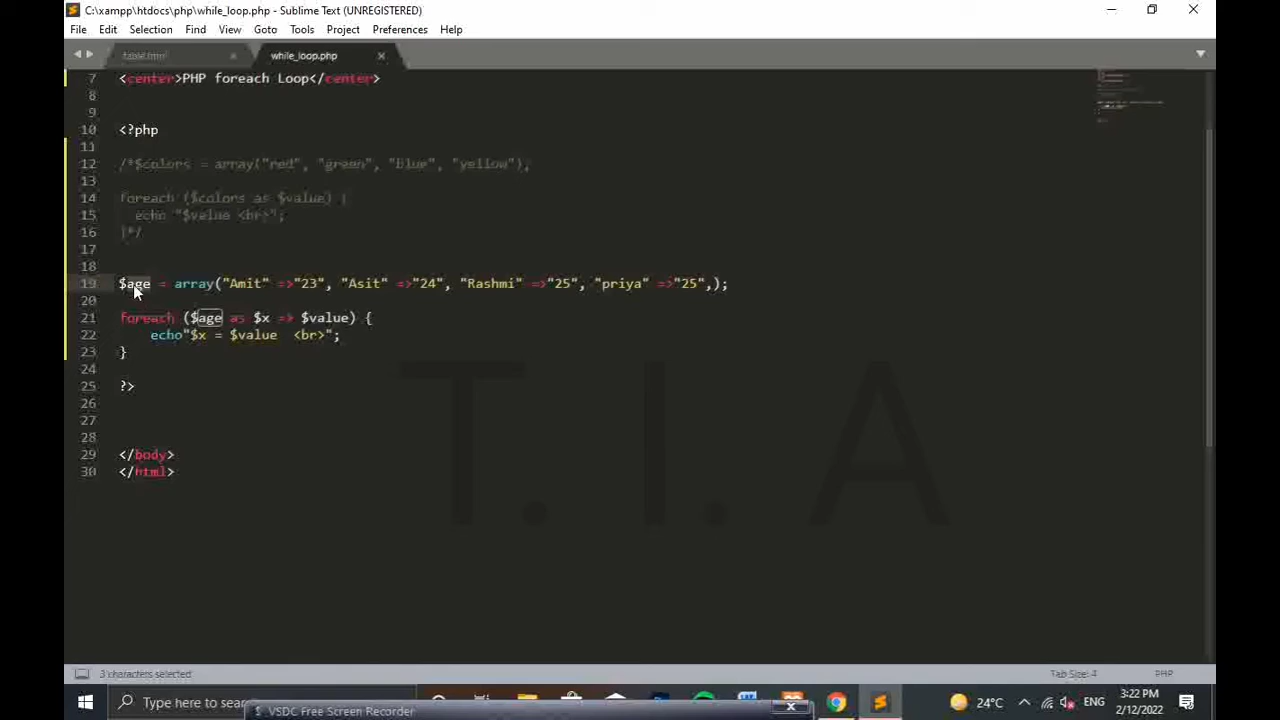 C:\xampp\htdocs\php\while_loop.php - Sublime Text (UNREGISTERED)
File Edit Selection Find View Goto Tools Project Preferences Help
while_loop.php
7 <center>PHP foreach Loop</center>
8
9
10 <?php
11
12 /*$colors = array("red", "green", "blue", "yellow");
13
14 foreach ($colors as $value) {
15 echo "$value <br>";
16 }*/
17
18
19 $age = array("Amit" =>"23", "Asit" =>"24", "Rashmi" =>"25", "priya" =>"25",);
20
21 foreach ($age as $x => $value) {
22 echo"$x = $value <br>";
23 }
24
25 ?>
26
27
28
29 </body>
30 </html>
T. I. A
3 characters selected Tab Size: 4 PHP
Type here to search 24°C ENG 3:22 PM
2/12/2022
VSDC Free Screen Recorder